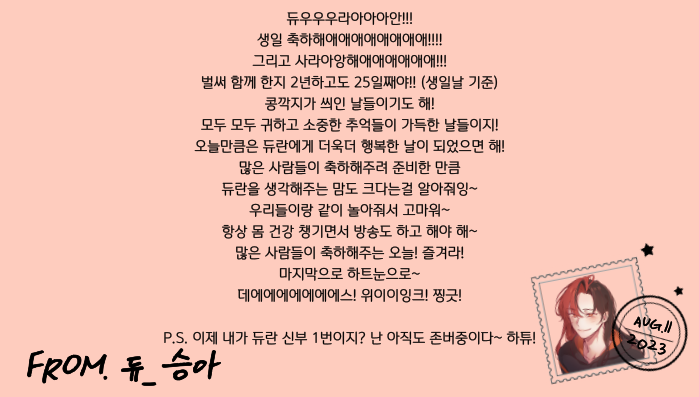 듀우우우라아아아안!!!
생일 축하해애애애애애애애애!!!!
그리고 사라아앙해애애애애애애!!!
벌써 함께 한지 2년하고도 25일째야!! (생일날 기준)
콩깍지가 씌인 날들이기도 해!
모두 모두 귀하고 소중한 추억들이 가득한 날들이지!
오늘만큼은 듀란에게 더욱더 행복한 날이 되었으면 해!
많은 사람들이 축하해주려 준비한 만큼
듀란을 생각해주는 맘도 크다는걸 알아줘잉~
우리들이랑 같이 놀아줘서 고마워~
항상 몸 건강 챙기면서 방송도 하고 해야 해~
많은 사람들이 축하해주는 오늘! 즐겨라!
마지막으로 하트눈으로~
데에에에에에에에스! 위이이잉크! 찡긋!
P.S. 이제 내가 듀란 신부 1번이지? 난 아직도 존버중이다~ 하튜!
FROM. 듀_승아
AUG.11
2023